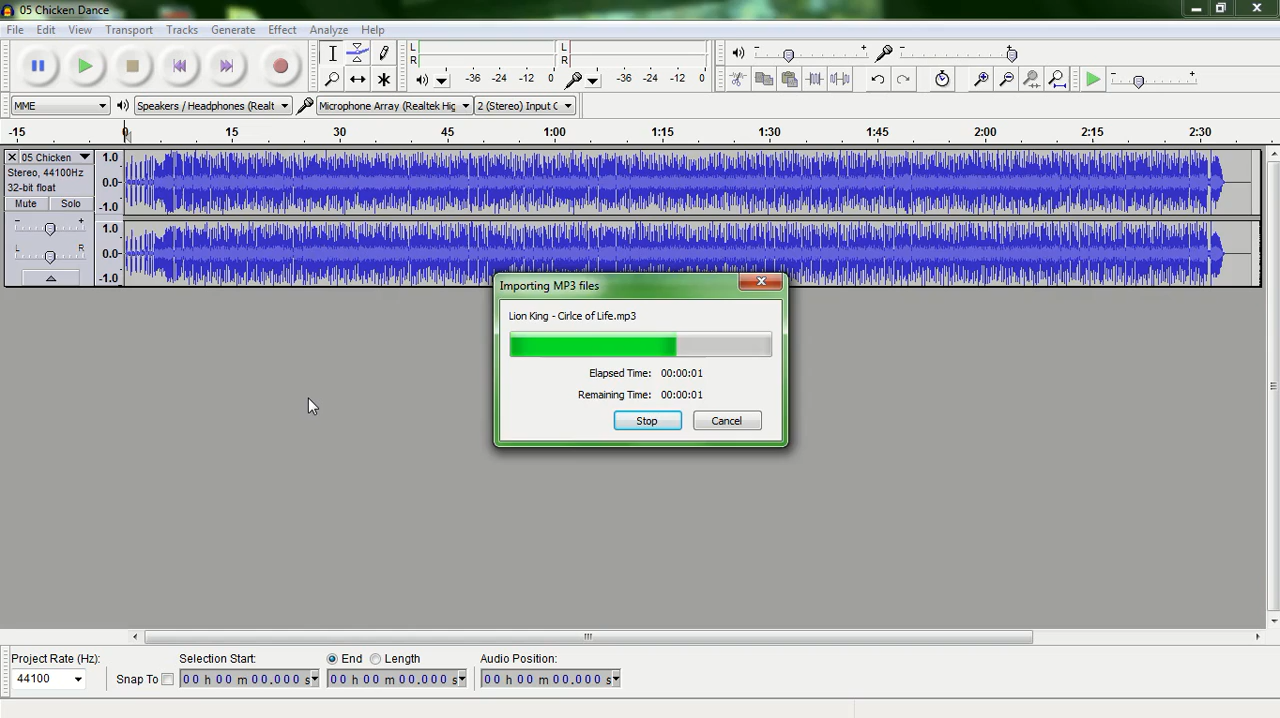 05 Chicken Dance
File Edit View Transport Tracks Generate Effect Analyze Help
L
R
-36 -24 -12 0
L
R
-36 -24 -12 0
MME
Speakers / Headphones (Realt
Microphone Array (Realtek Hig
2 (Stereo) Input C
-15 0 15 30 45 1:00 1:15 1:30 1:45 2:00 2:15 2:30
05 Chicken
Stereo, 44100Hz
32-bit float
Mute Solo
- +
L R
1.0
0.0-
-1.0
1.0
0.0-
-1.0
Importing MP3 files
Lion King - Cirlce of Life.mp3
Elapsed Time: 00:00:01
Remaining Time: 00:00:01
Stop Cancel
Project Rate (Hz):
44100
Snap To
Selection Start:
00 h 00 m 00.000 s
End Length
00 h 00 m 00.000 s
Audio Position:
00 h 00 m 00.000 s